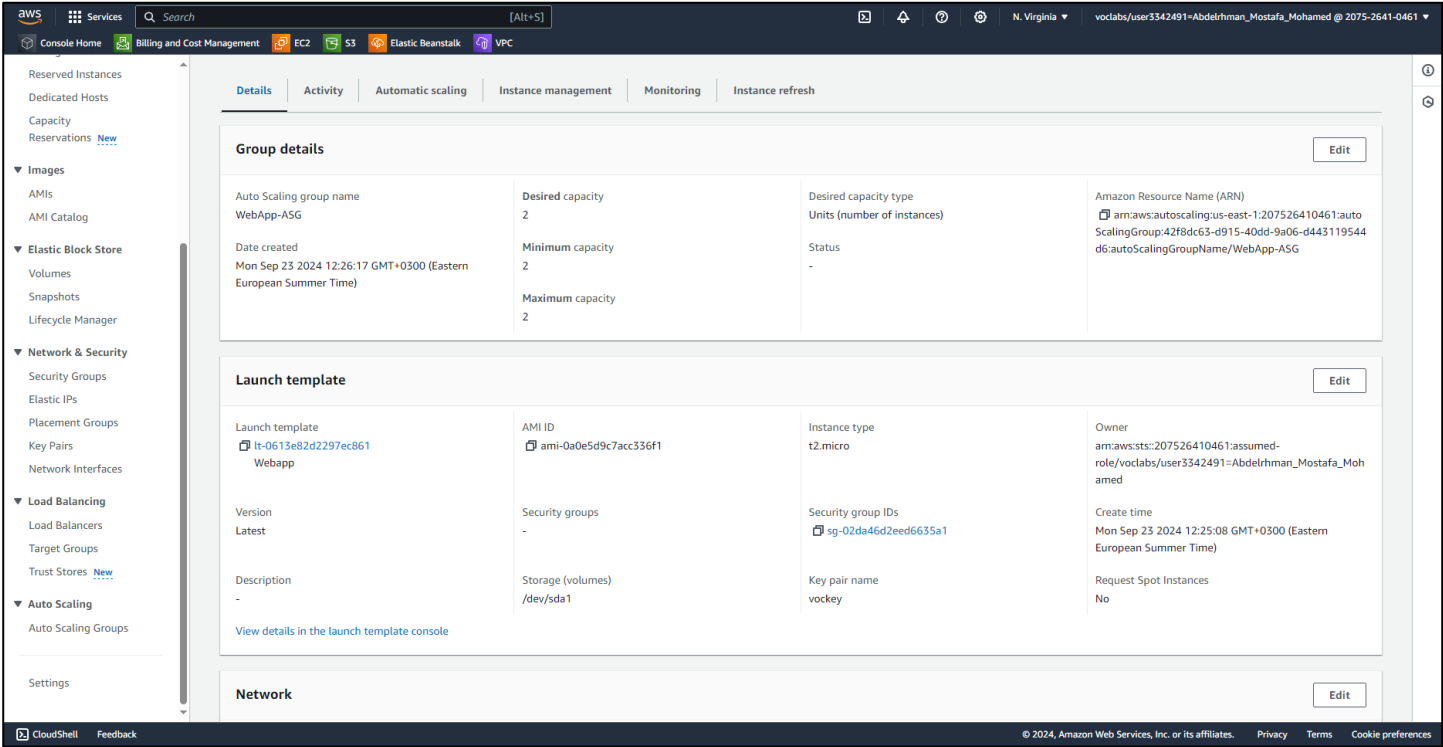 aws
Services
Search
[Alt+S]
N. Virginia ▼
voclabs/user3342491=Abdelrhman_Mostafa_Mohamed @ 2075-2641-0461 ▼
Console Home
Billing and Cost Management
EC2
S3
Elastic Beanstalk
VPC
Reserved Instances
Dedicated Hosts
Capacity
Reservations New
▼ Images
AMIs
AMI Catalog
▼ Elastic Block Store
Volumes
Snapshots
Lifecycle Manager
▼ Network & Security
Security Groups
Elastic IPs
Placement Groups
Key Pairs
Network Interfaces
▼ Load Balancing
Load Balancers
Target Groups
Trust Stores New
▼ Auto Scaling
Auto Scaling Groups
Settings
Details
Activity
Automatic scaling
Instance management
Monitoring
Instance refresh
Group details
Edit
Auto Scaling group name
WebApp-ASG
Date created
Mon Sep 23 2024 12:26:17 GMT+0300 (Eastern
European Summer Time)
Desired capacity
2
Minimum capacity
2
Maximum capacity
2
Desired capacity type
Units (number of instances)
Status
-
Amazon Resource Name (ARN)
arn:aws:autoscaling:us-east-1:207526410461:auto
ScalingGroup:42f8dc63-d915-40dd-9a06-d443119544
d6:autoScalingGroupName/WebApp-ASG
Launch template
Edit
Launch template
lt-0613e82d2297ec861
Webapp
AMI ID
ami-0a0e5d9c7acc336f1
Instance type
t2.micro
Owner
arn:aws:sts::207526410461:assumed-
role/voclabs/user3342491=Abdelrhman_Mostafa_Moh
amed
Version
Latest
Security groups
-
Security group IDs
sg-02da46d2eed6635a1
Create time
Mon Sep 23 2024 12:25:08 GMT+0300 (Eastern
European Summer Time)
Description
-
Storage (volumes)
/dev/sda1
Key pair name
vockey
Request Spot Instances
No
View details in the launch template console
Network
Edit
CloudShell
Feedback
© 2024, Amazon Web Services, Inc. or its affiliates.
Privacy
Terms
Cookie preferences